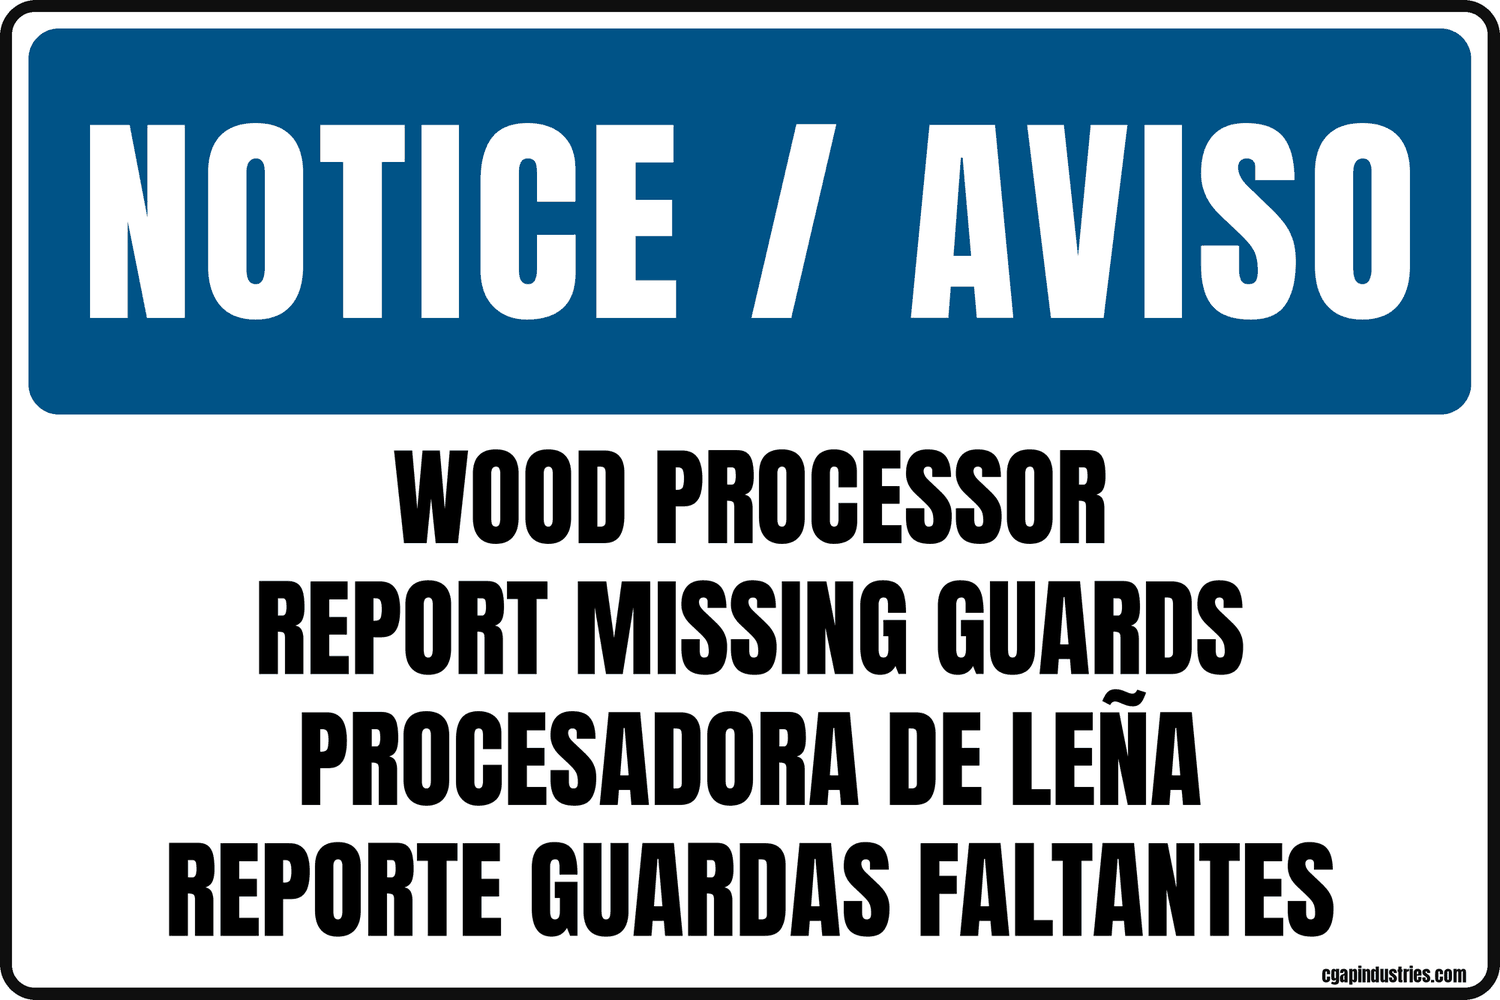 NOTICE / AVISO
WOOD PROCESSOR
REPORT MISSING GUARDS
PROCESADORA DE LEÑA
REPORTE GUARDAS FALTANTES
cgapindustries.com